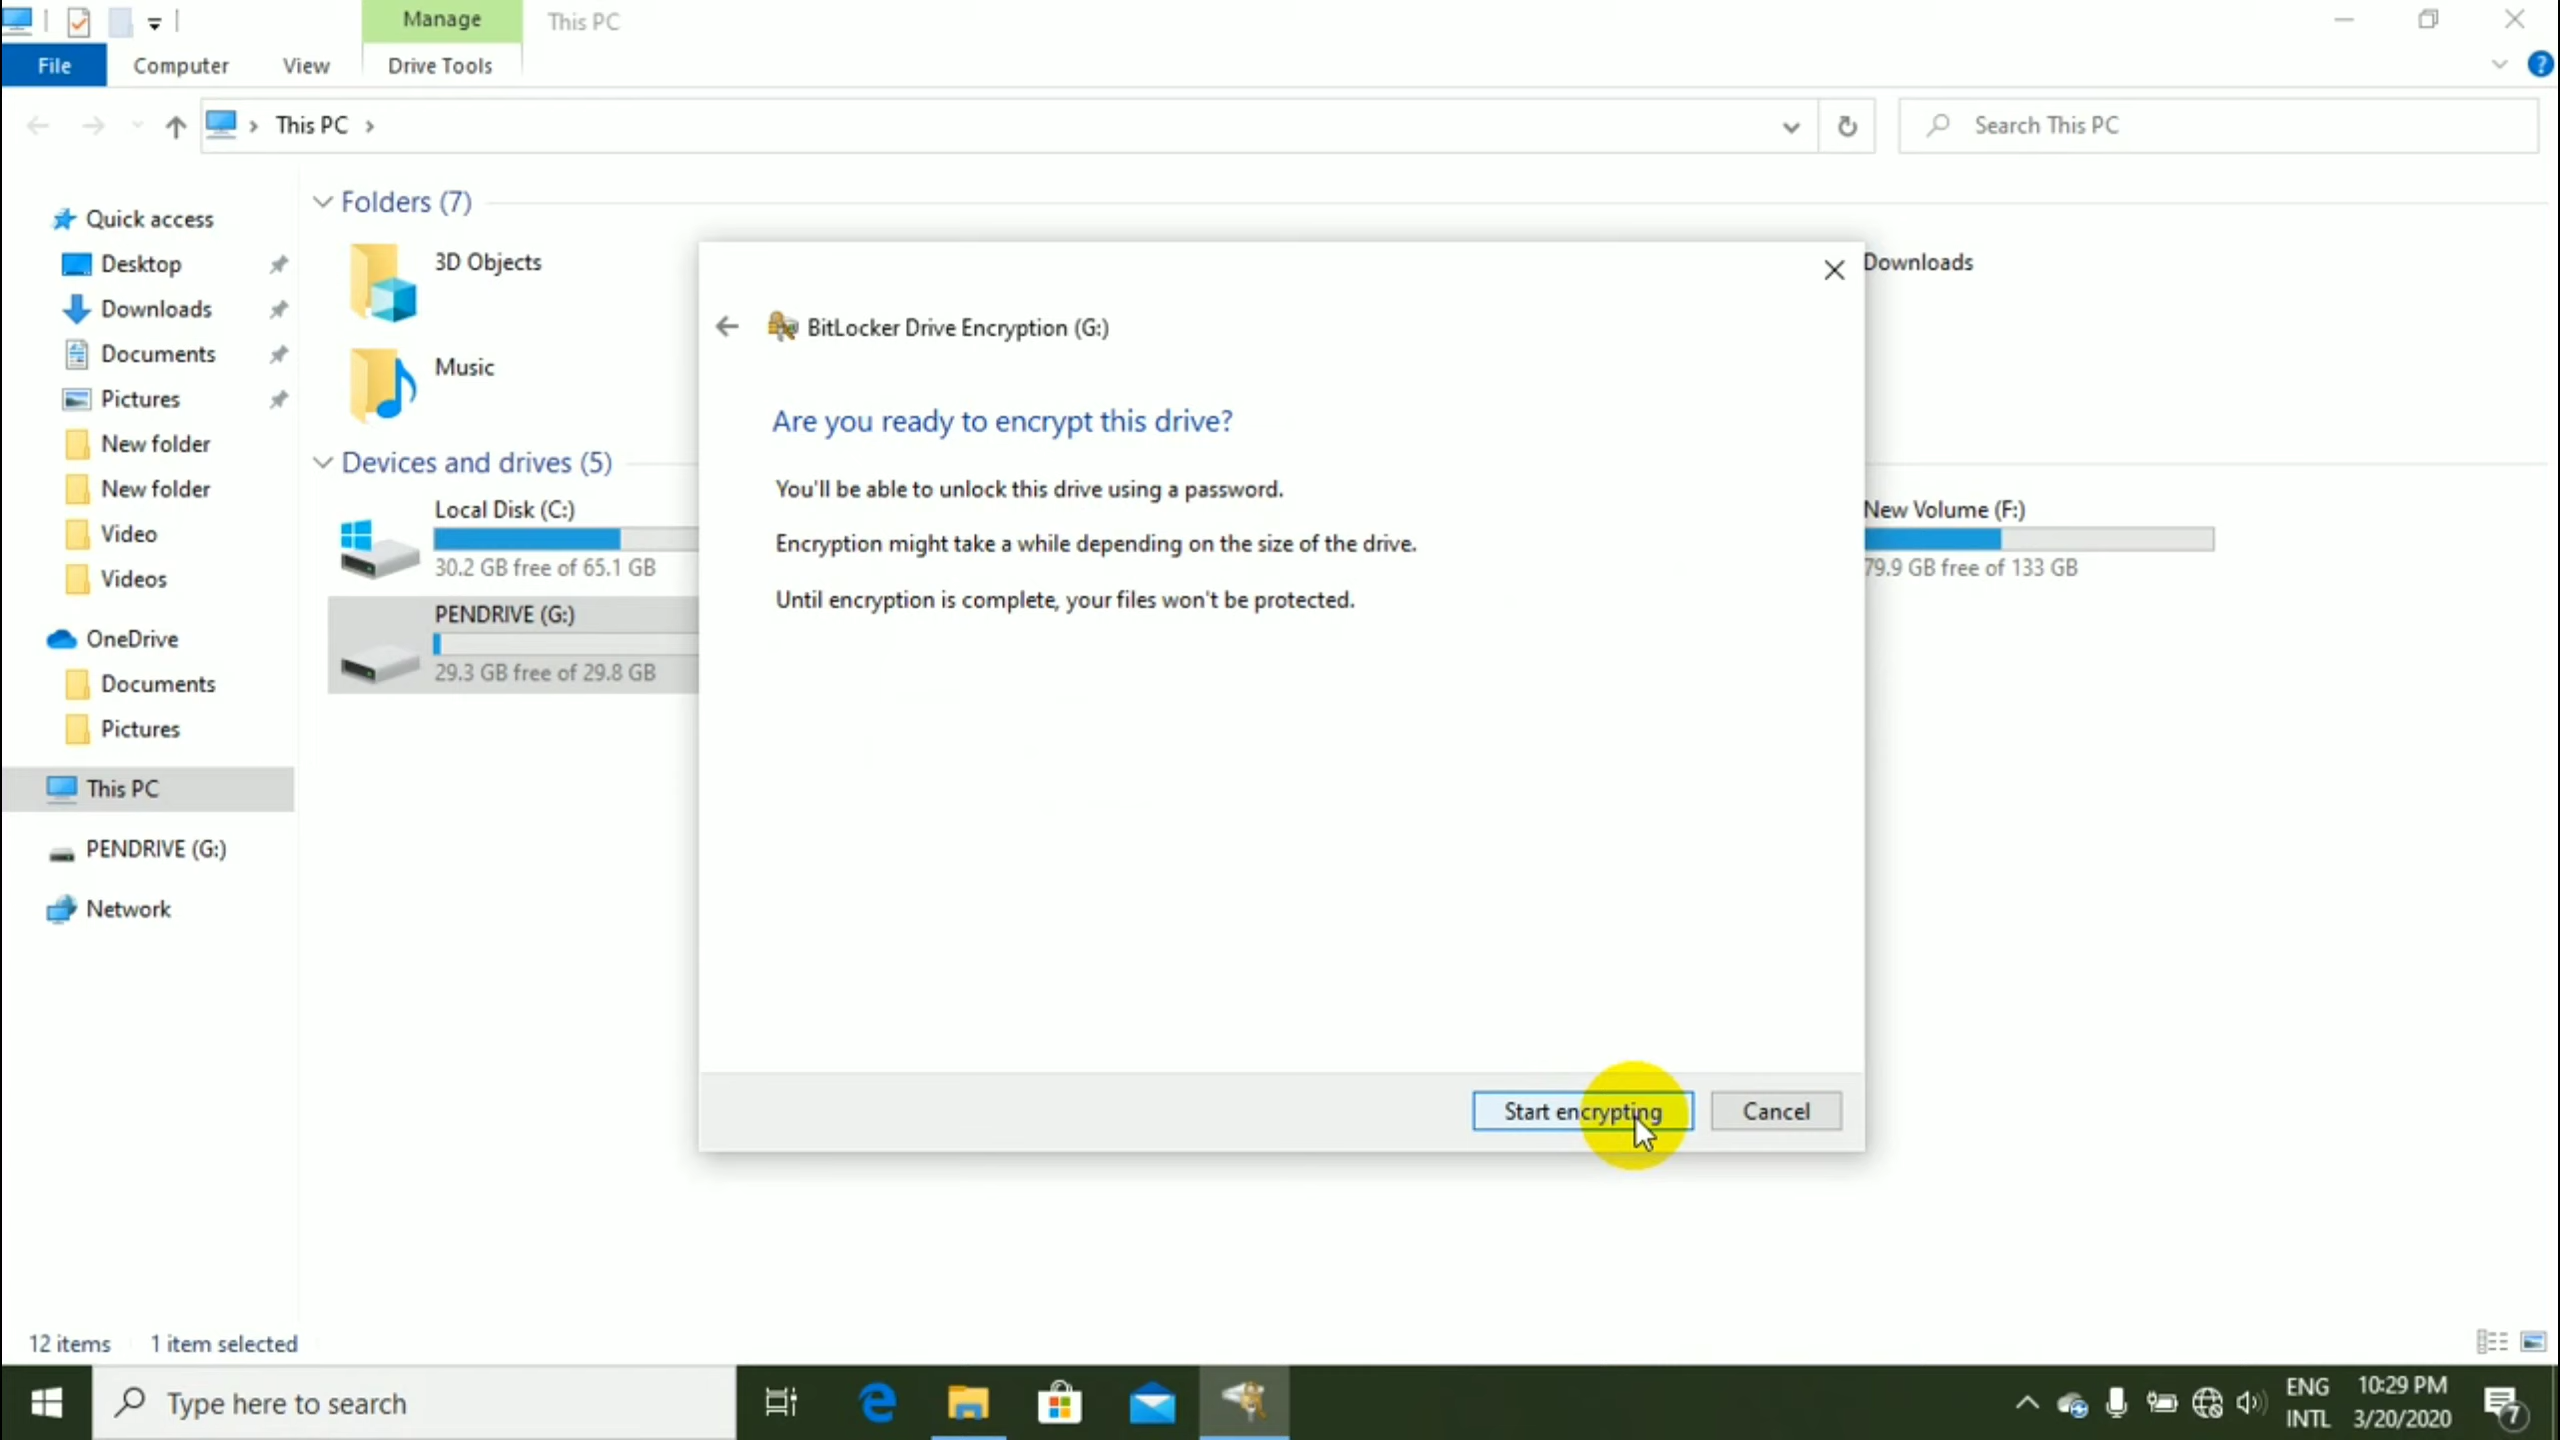 Manage
This PC
File
Computer
View
Drive Tools
This PC
Search This PC
Quick access
Desktop
Downloads
Documents
Pictures
New folder
New folder
Video
Videos
OneDrive
Documents
Pictures
This PC
PENDRIVE (G:)
Network
Folders (7)
3D Objects
Downloads
Music
Devices and drives (5)
Local Disk (C:)
30.2 GB free of 65.1 GB
New Volume (F:)
79.9 GB free of 133 GB
PENDRIVE (G:)
29.3 GB free of 29.8 GB
BitLocker Drive Encryption (G:)
Are you ready to encrypt this drive?
You'll be able to unlock this drive using a password.
Encryption might take a while depending on the size of the drive.
Until encryption is complete, your files won't be protected.
Start encrypting
Cancel
12 items
1 item selected
Type here to search
ENG
INTL
10:29 PM
3/20/2020
7